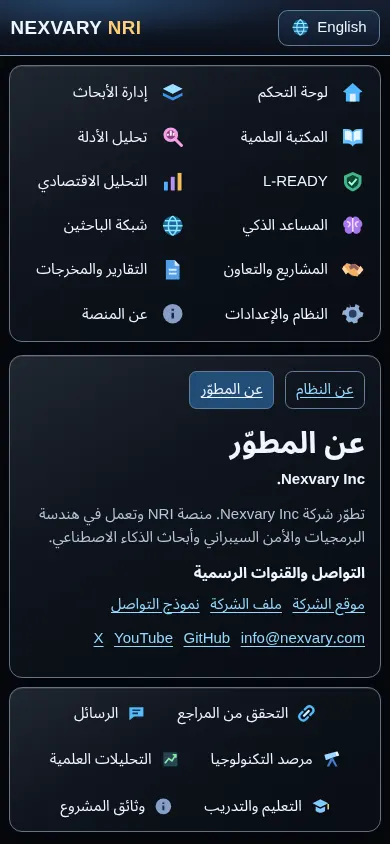 NEXVARY NRI
English
لوحة التحكم
إدارة الأبحاث
المكتبة العلمية
تحليل الأدلة
L-READY
التحليل الاقتصادي
المساعد الذكي
شبكة الباحثين
المشاريع والتعاون
التقارير والمخرجات
النظام والإعدادات
عن المنصة
عن النظام
عن المطوّر
عن المطوّر
Nexvary Inc.
تطوّر شركة Nexvary Inc. منصة NRI وتعمل في هندسة
البرمجيات والأمن السيبراني وأبحاث الذكاء الاصطناعي.
التواصل والقنوات الرسمية
موقع الشركة ملف الشركة نموذج التواصل
info@nexvary.com GitHub YouTube X
التحقق من المراجع
الرسائل
مرصد التكنولوجيا
التحليلات العلمية
التعليم والتدريب
وثائق المشروع